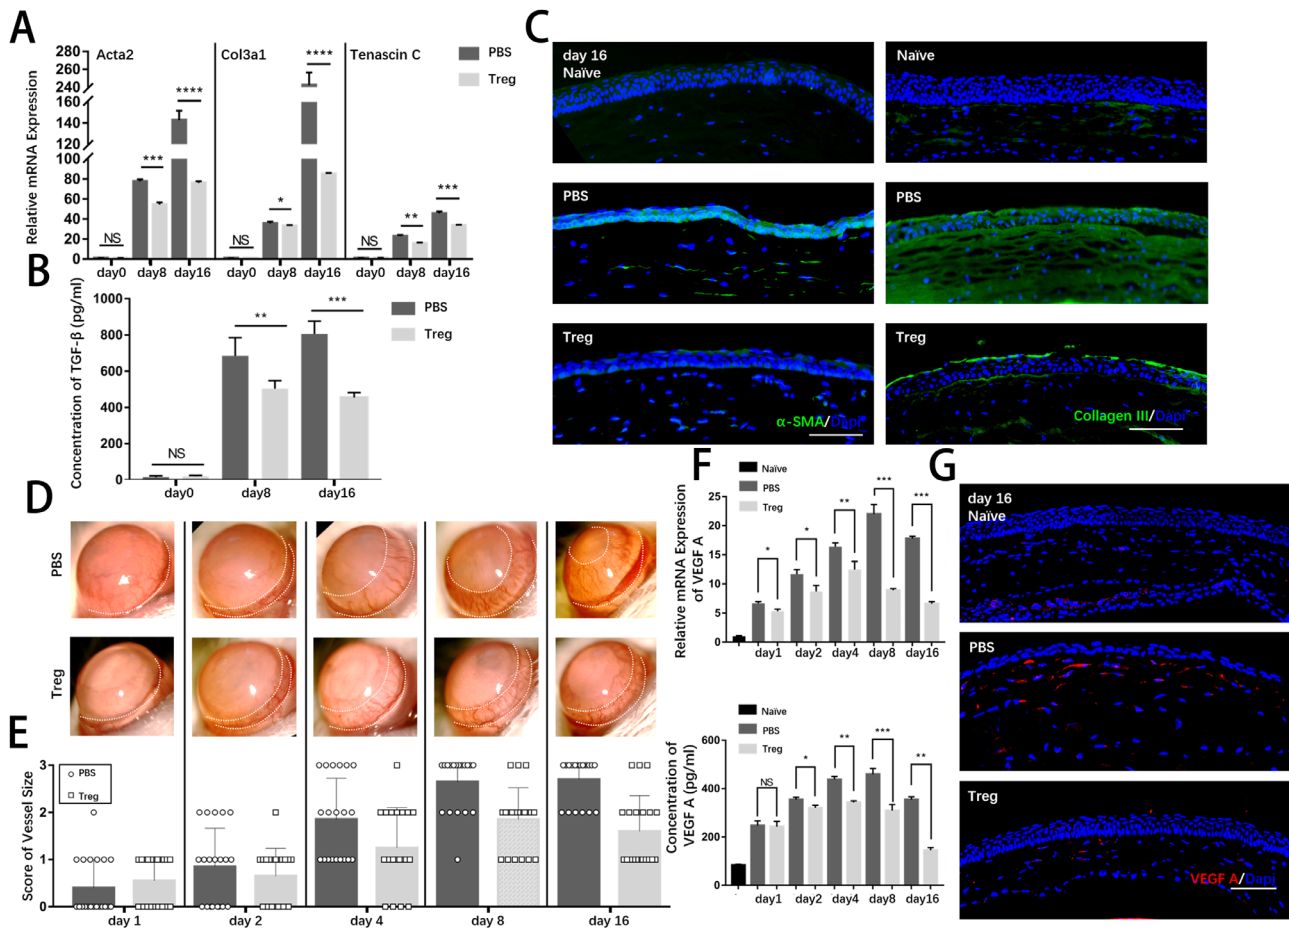 A
Acta2
Col3a1
Tenascin C
PBS
Treg
Relative mRNA Expression
280
260
240
160
140
120
100
80
60
40
20
0
NS
***
****
NS
*
****
NS
**
***
day0 day8 day16 day0 day8 day16 day0 day8 day16
B
Concentration of TGF-β (pg/ml)
1000
800
600
400
200
0
NS
**
***
PBS
Treg
day0 day8 day16
C
day 16
Naïve
Naïve
PBS
PBS
Treg
α-SMA/Dapi
Treg
Collagen III/Dapi
D
PBS
Treg
E
Score of Vessel Size
3
2
1
0
PBS
Treg
day 1 day 2 day 4 day 8 day 16
F
Naïve
PBS
Treg
Relative mRNA Expression
of VEGF A
25
20
15
10
5
0
*
*
**
***
***
day1 day2 day4 day8 day16
Naïve
PBS
Treg
Concentration of
VEGF A (pg/ml)
600
400
200
0
NS
*
**
***
**
day1 day2 day4 day8 day16
G
day 16
Naïve
PBS
Treg
VEGF A/Dapi